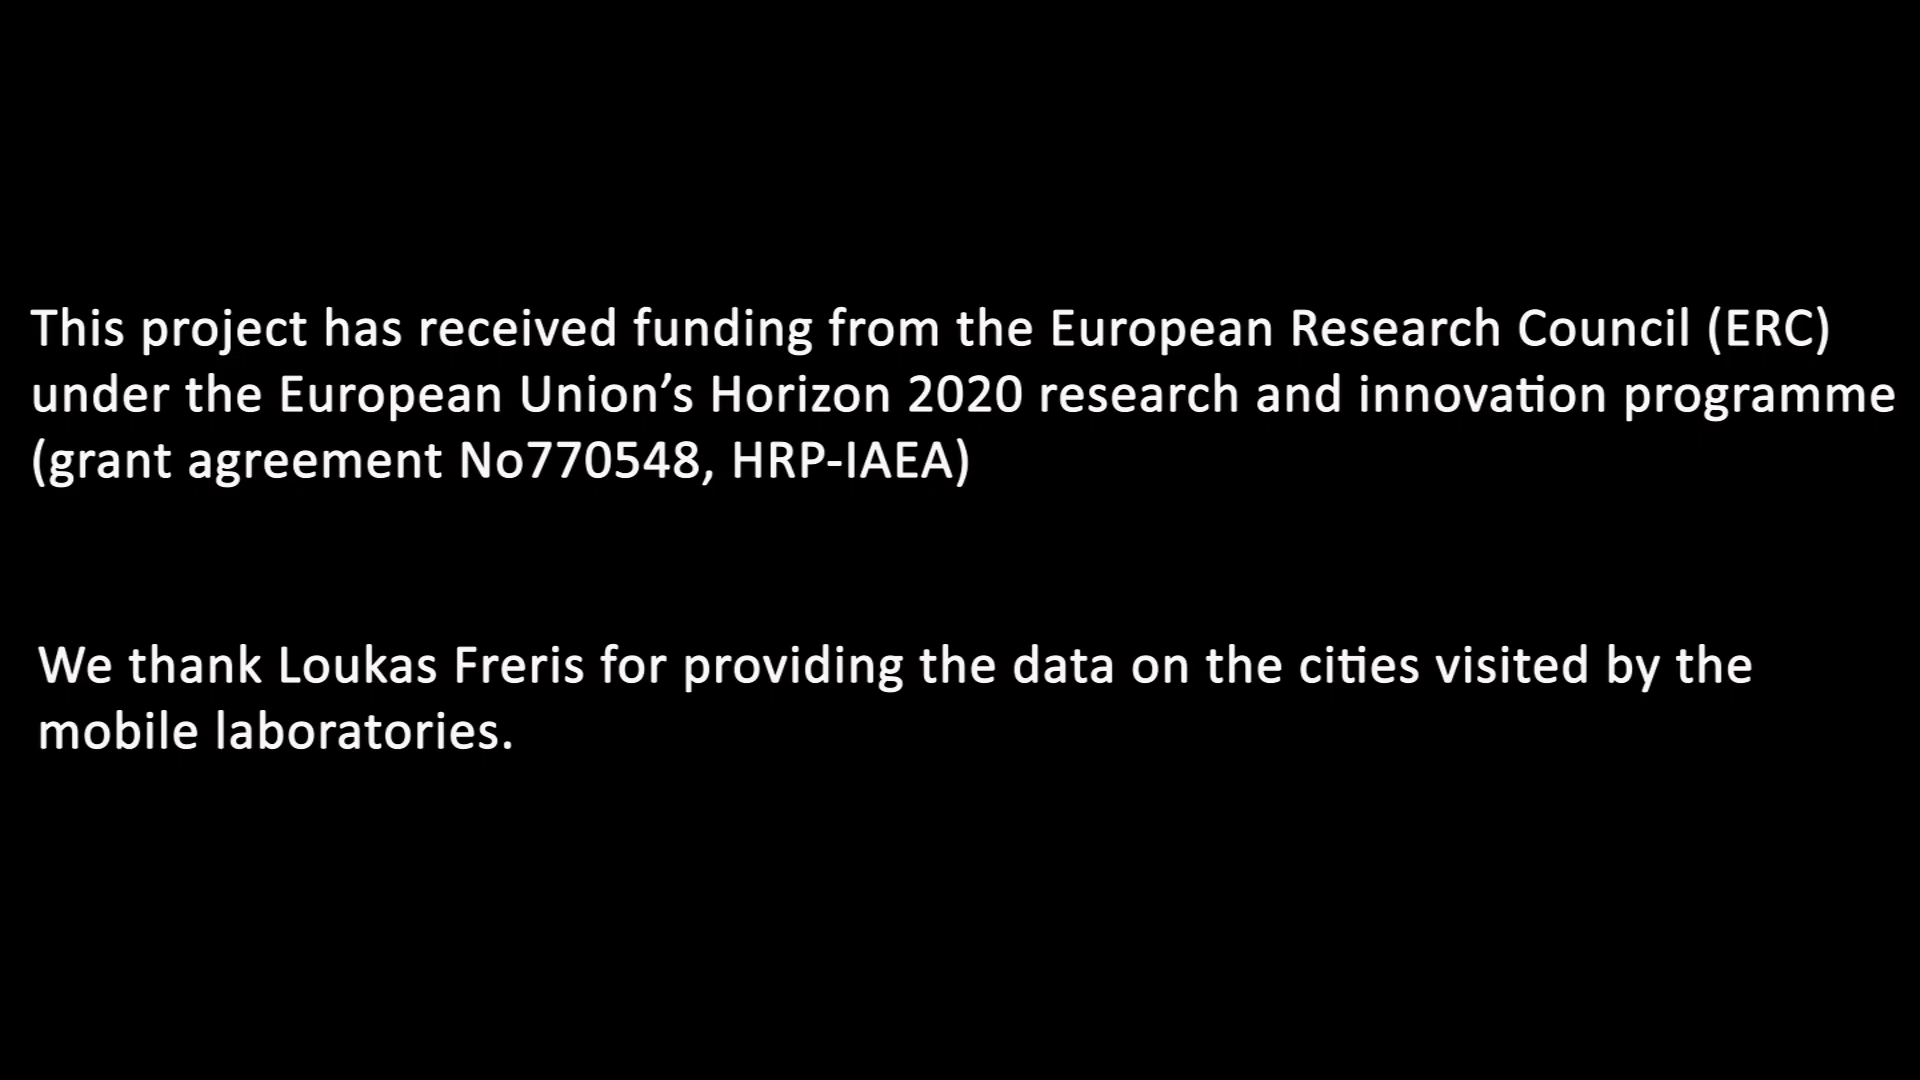 This project has received funding from the European Research Council (ERC)
under the European Union’s Horizon 2020 research and innovation programme
(grant agreement No770548, HRP-IAEA)
We thank Loukas Freris for providing the data on the cities visited by the
mobile laboratories.